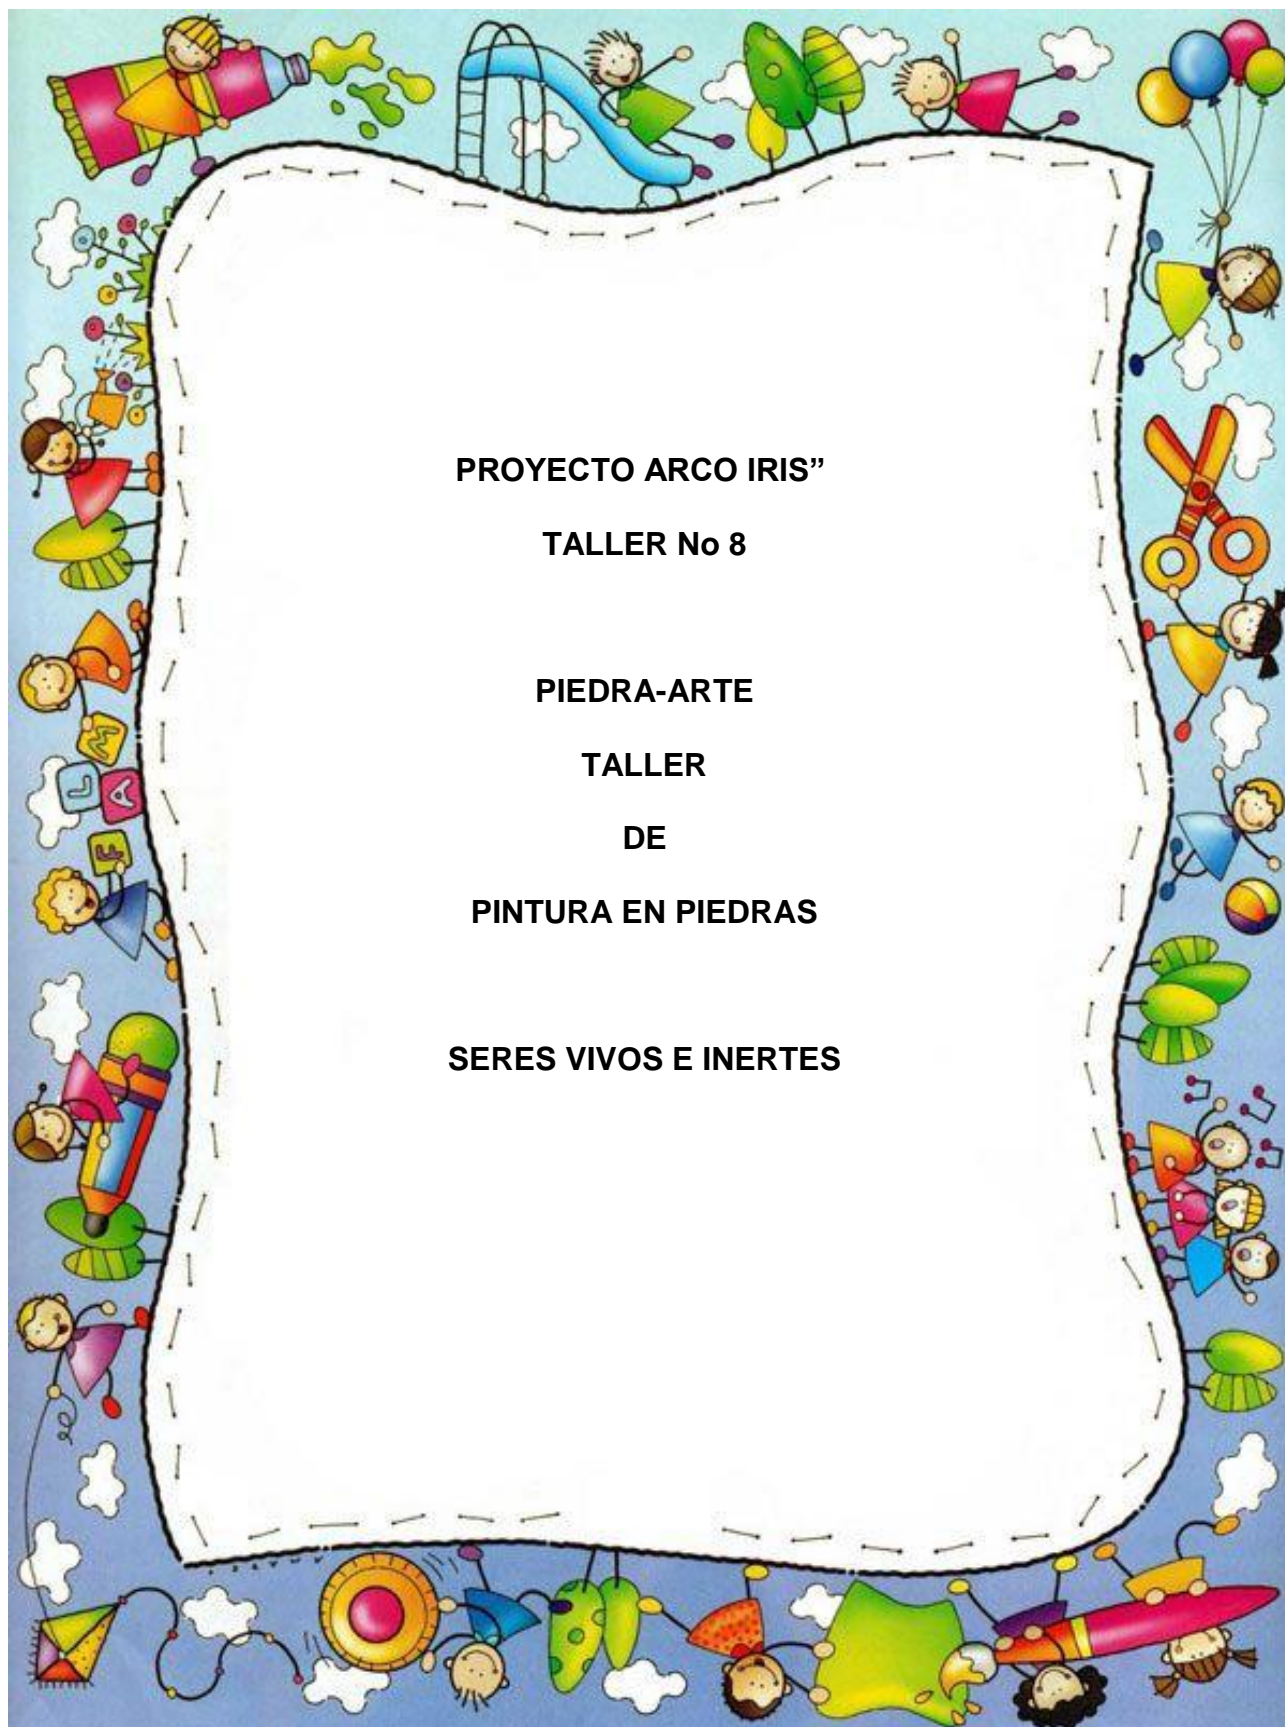 PROYECTO ARCO IRIS”
TALLER No 8
PIEDRA-ARTE
TALLER
DE
PINTURA EN PIEDRAS
SERES VIVOS E INERTES
M
L
A
F